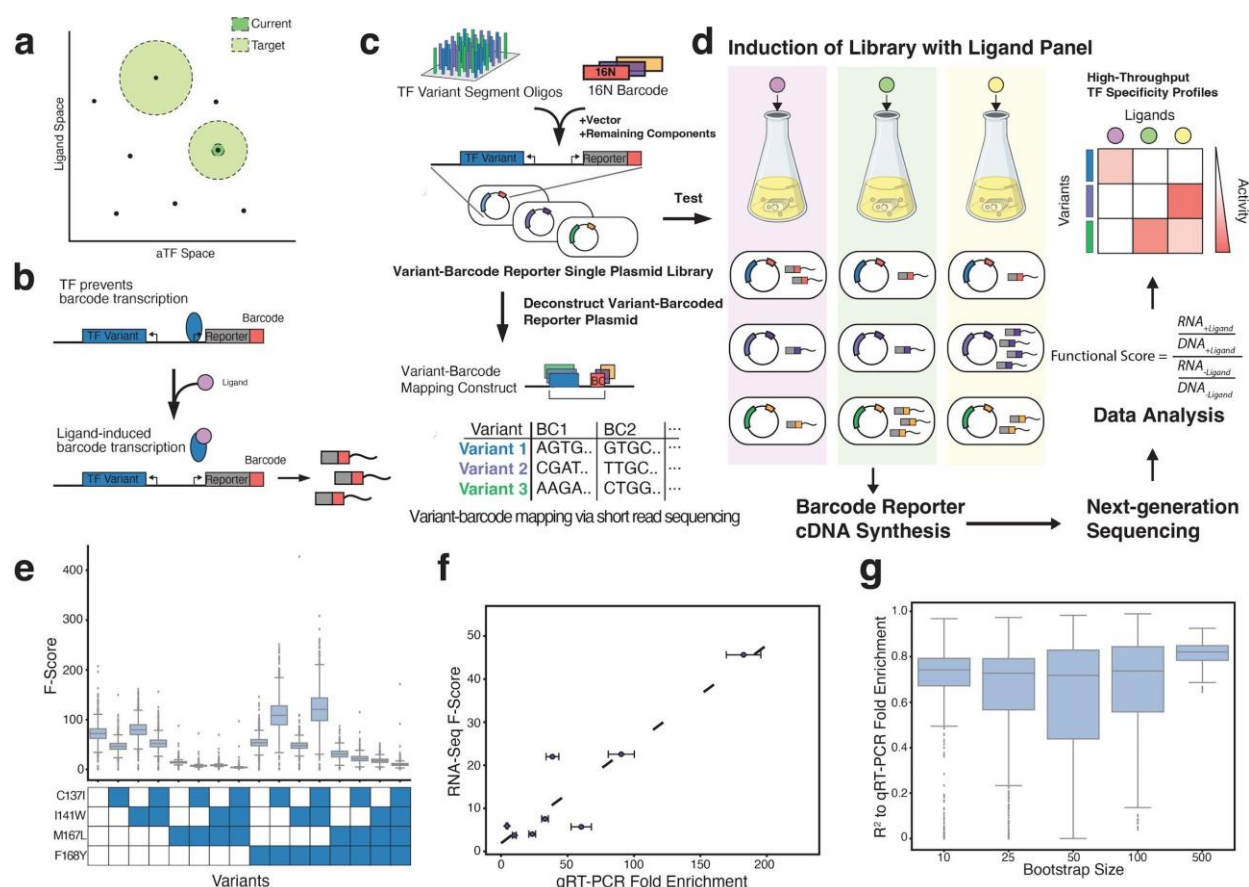 a
Current
Target
Ligand Space
aTF Space
b
TF prevents
barcode transcription
Barcode
TF Variant
Reporter
Ligand
Ligand-induced
barcode transcription
Barcode
TF Variant
Reporter
c
16N
TF Variant Segment Oligos
16N Barcode
+Vector
+Remaining Components
TF Variant
Reporter
Test
Variant-Barcode Reporter Single Plasmid Library
Deconstruct Variant-Barcoded
Reporter Plasmid
Variant-Barcode
Mapping Construct
BC
Variant BC1 BC2 ...
Variant 1 AGTG.. GTGC.. ...
Variant 2 CGAT.. TTGC.. ...
Variant 3 AAGA.. CTGG.. ...
Variant-barcode mapping via short read sequencing
d
Induction of Library with Ligand Panel
High-Throughput
TF Specificity Profiles
Ligands
Variants
Activity
Functional Score =
RNA+Ligand
DNA+Ligand
RNA-Ligand
DNA-Ligand
Data Analysis
Barcode Reporter
cDNA Synthesis
Next-generation
Sequencing
e
F-Score
400
300
200
100
0
C137I
I141W
M167L
F168Y
Variants
f
RNA-Seq F-Score
50
40
30
20
10
0
0 50 100 150 200
qRT-PCR Fold Enrichment
g
R² to qRT-PCR Fold Enrichment
1.0
0.8
0.6
0.4
0.2
0
10 25 50 100 500
Bootstrap Size